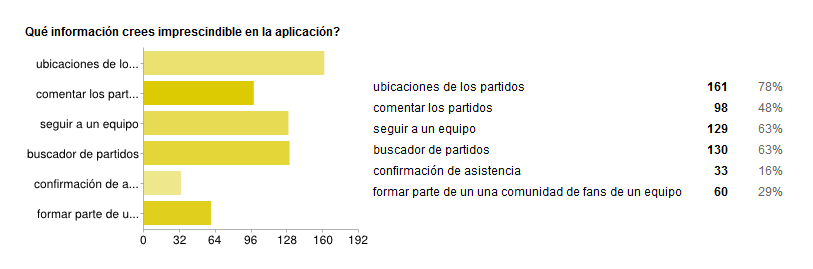 Qué información crees imprescindible en la aplicación?
ubicaciones de lo...
comentar los part...
seguir a un equipo
buscador de partidos
confirmación de a...
formar parte de u...
0 32 64 96 128 160 192
ubicaciones de los partidos 161 78%
comentar los partidos 98 48%
seguir a un equipo 129 63%
buscador de partidos 130 63%
confirmación de asistencia 33 16%
formar parte de un una comunidad de fans de un equipo 60 29%